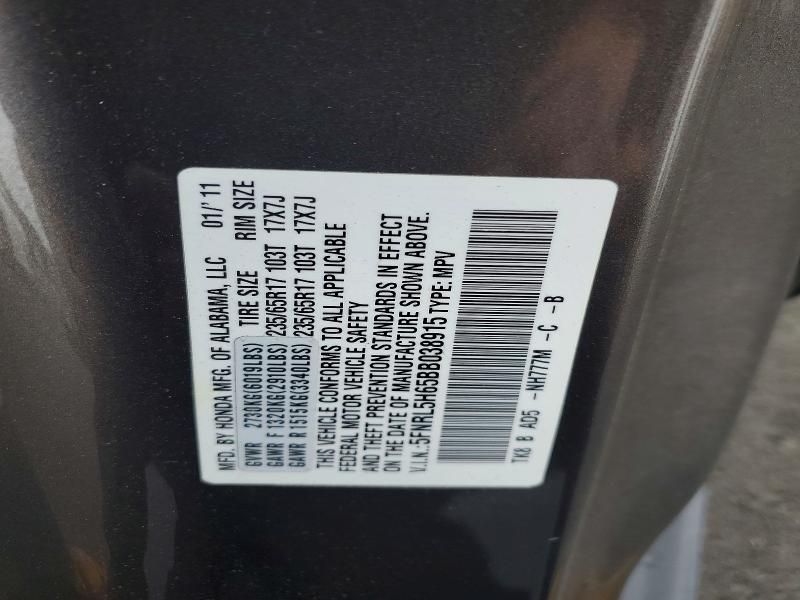 MFD. BY HONDA MFG. OF ALABAMA, LLC 01/'11
GVWR 2730KG(6019LBS) TIRE SIZE RIM SIZE
GAWR F 1320KG(2910LBS) 235/65R17 103T 17X7J
GAWR R 1515KG(3340LBS) 235/65R17 103T 17X7J
THIS VEHICLE CONFORMS TO ALL APPLICABLE
FEDERAL MOTOR VEHICLE SAFETY
AND THEFT PREVENTION STANDARDS IN EFFECT
ON THE DATE OF MANUFACTURE SHOWN ABOVE.
V.I.N.:5FNRL5H65BB038915 TYPE: MPV
TK8 B AD5 -NH777M -C -B